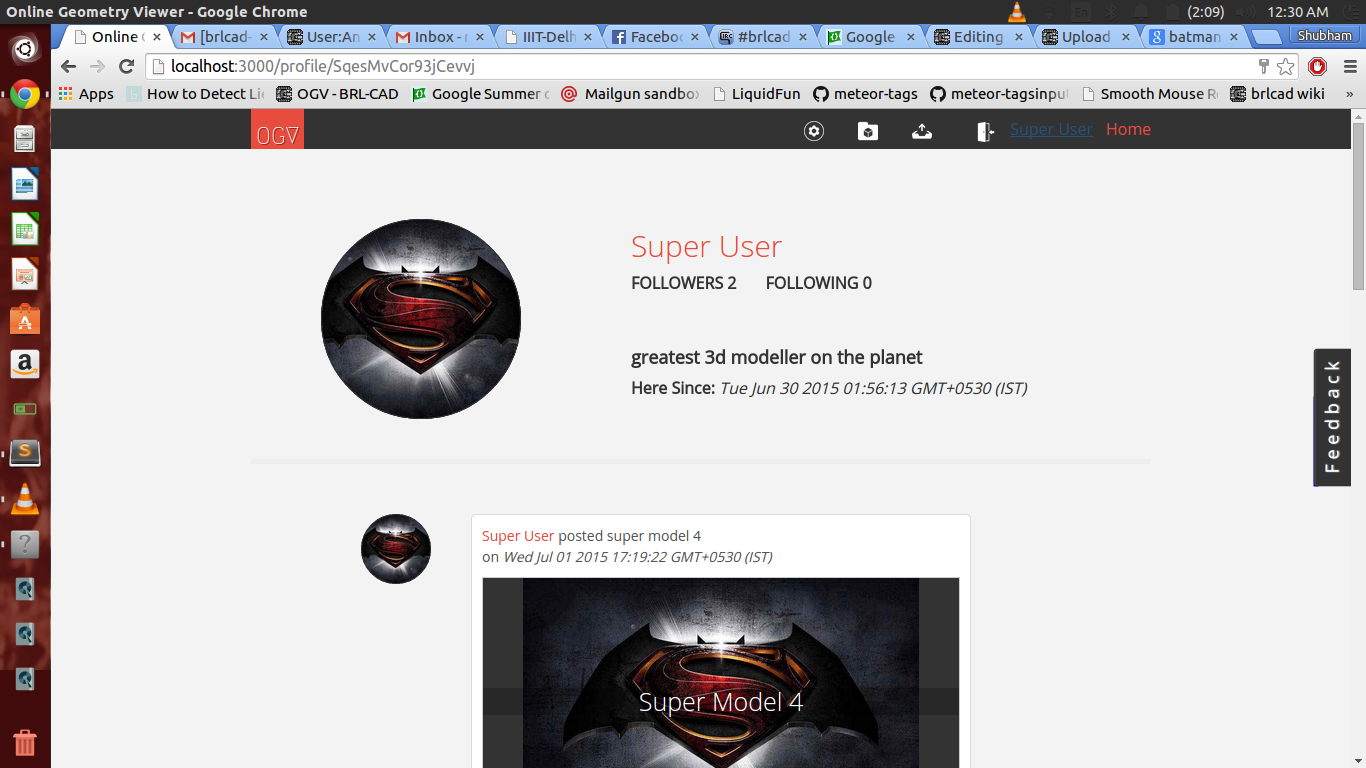 Online Geometry Viewer - Google Chrome
En
(2:09)
12:30 AM
Online
[brlcad-
User:An
Inbox -
IIIT-Delh
Faceboo
#brlcad
Google
Editing
Upload
batman
Shubham
localhost:3000/profile/SqesMvCor93jCevvj
Apps
How to Detect Li
OGV - BRL-CAD
Google Summer
Mailgun sandbo
LiquidFun
meteor-tags
meteor-tagsinpu
Smooth Mouse
brlcad wiki
»
OGV
Super User
Home
Super User
FOLLOWERS 2
FOLLOWING 0
greatest 3d modeller on the planet
Here Since: Tue Jun 30 2015 01:56:13 GMT+0530 (IST)
Feedback
Super User posted super model 4
on Wed Jul 01 2015 17:19:22 GMT+0530 (IST)
Super Model 4